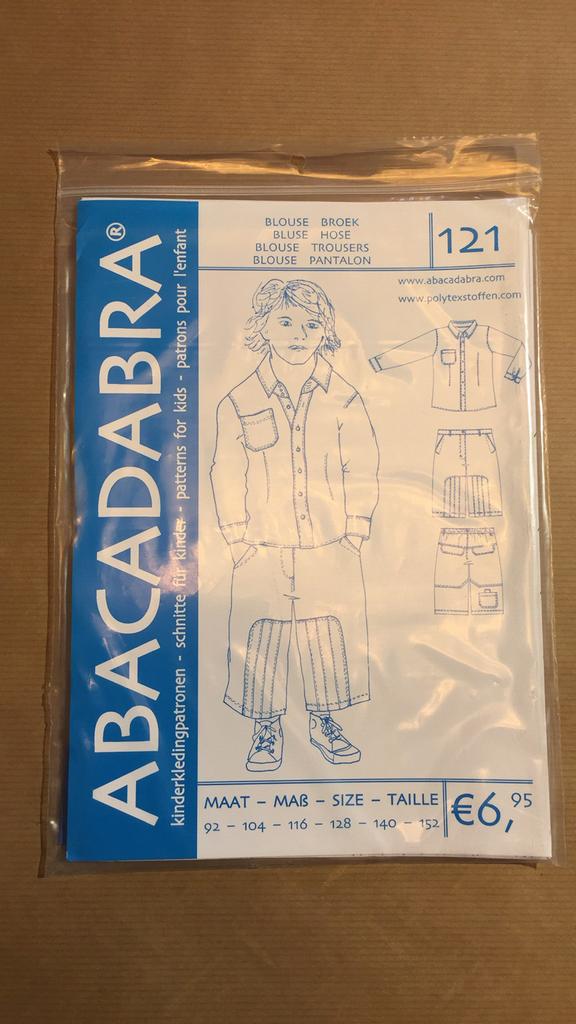 ABACADABRA®
kinderkledingpatronen - schnitte für kinder - patterns for kids - patrons pour l'enfant
BLOUSE BROEK
BLUSE HOSE
BLOUSE TROUSERS
BLOUSE PANTALON
121
www.abacadabra.com
www.polytexstoffen.com
MAAT – MAß – SIZE – TAILLE
92 – 104 – 116 – 128 – 140 – 152
€6,95